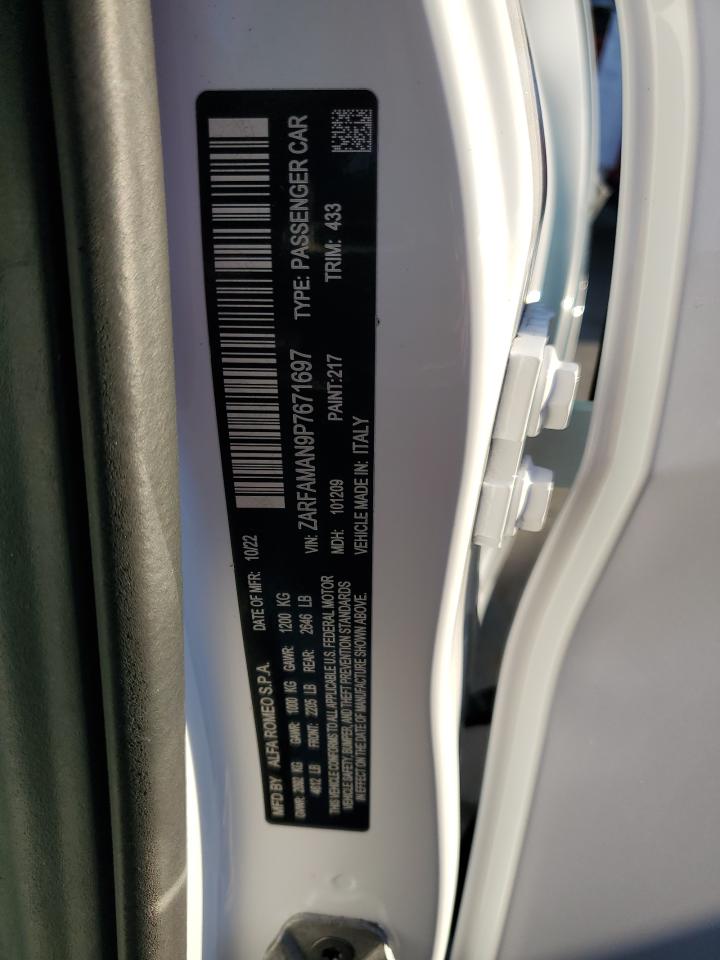 MFD BY ALFA ROMEO S.P.A. DATE OF MFR: 10/22
GVWR: 2092 KG GAWR: 1000 KG GAWR: 1200 KG
4612 LB FRONT: 2205 LB REAR: 2646 LB
THIS VEHICLE CONFORMS TO ALL APPLICABLE U.S. FEDERAL MOTOR
VEHICLE SAFETY, BUMPER, AND THEFT PREVENTION STANDARDS
IN EFFECT ON THE DATE OF MANUFACTURE SHOWN ABOVE.
VIN: ZARFAMAN9P7671697 TYPE: PASSENGER CAR
MDH: 101209 PAINT:217 TRIM: 433
VEHICLE MADE IN: ITALY